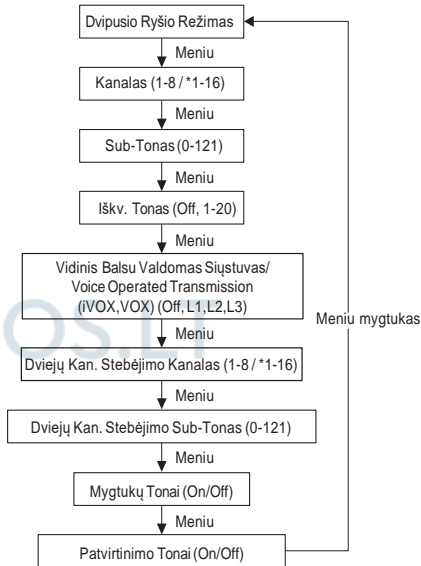 Dvipusio Ryšio Režimas
Meniu
Kanalas (1-8 / *1-16)
Meniu
Sub-Tonas (0-121)
Meniu
Iškv. Tonas (Off, 1-20)
Meniu
Vidinis Balsu Valdomas Siųstuvas/
Voice Operated Transmission
(iVOX,VOX) (Off, L1,L2,L3)
Meniu
Meniu mygtukas
OS.LT
Dviejų Kan. Stebėjimo Kanalas (1-8 / *1-16)
Meniu
Dviejų Kan. Stebėjimo Sub-Tonas (0-121)
Meniu
Mygtukų Tonai (On/Off)
Meniu
Patvirtinimo Tonai (On/Off)